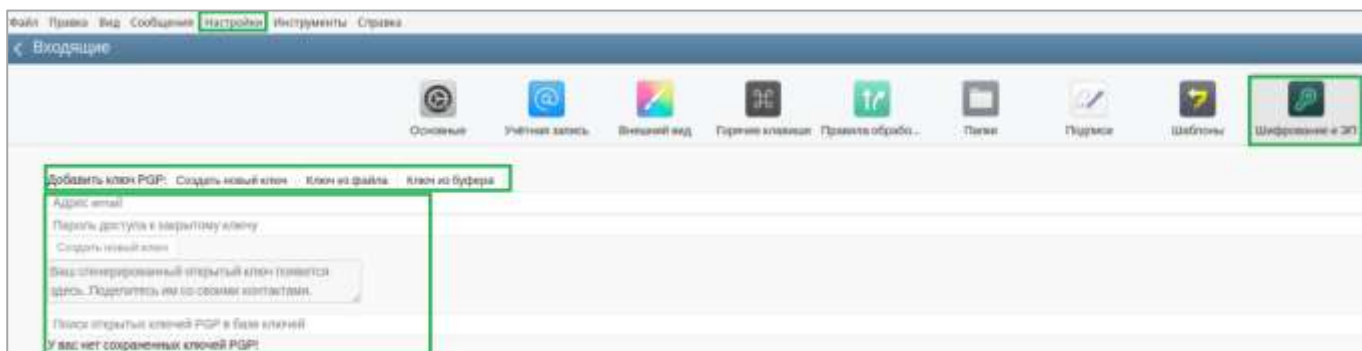 Файл Правка Вид Сообщения Настройки Инструменты Справка
Входящие
Основные Учётная запись Внешний вид Горячие клавиши Правила обрабо... Папки Подписи Шаблоны Шифрование и ЭП
Добавить ключ PGP: Создать новый ключ Ключ из файла Ключ из буфера
Адрес email
Пароль доступа к закрытому ключу
Создать новый ключ
Ваш сгенерированный открытый ключ появится
здесь. Поделитесь им со своими контактами.
Поиск открытых ключей PGP в базе ключей
У вас нет сохраненных ключей PGP!